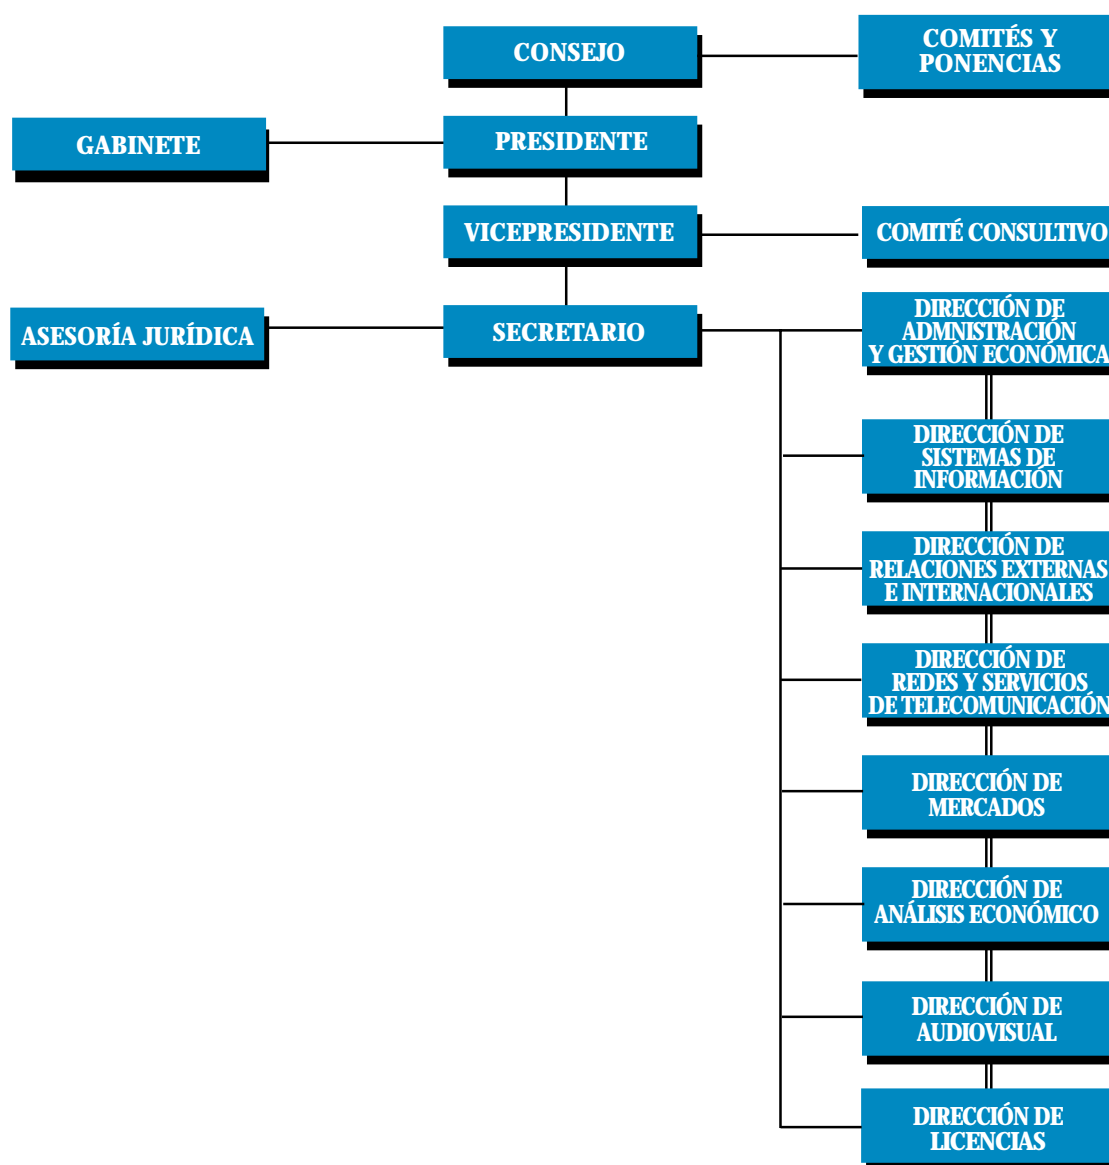 CONSEJO
COMITÉS Y
PONENCIAS
GABINETE
PRESIDENTE
VICEPRESIDENTE
COMITÉ CONSULTIVO
ASESORÍA JURÍDICA
SECRETARIO
DIRECCIÓN DE
ADMNISTRACIÓN
Y GESTIÓN ECONÓMICA
DIRECCIÓN DE
SISTEMAS DE
INFORMACIÓN
DIRECCIÓN DE
RELACIONES EXTERNAS
E INTERNACIONALES
DIRECCIÓN DE
REDES Y SERVICIOS
DE TELECOMUNICACIÓN
DIRECCIÓN DE
MERCADOS
DIRECCIÓN DE
ANÁLISIS ECONÓMICO
DIRECCIÓN DE
AUDIOVISUAL
DIRECCIÓN DE
LICENCIAS